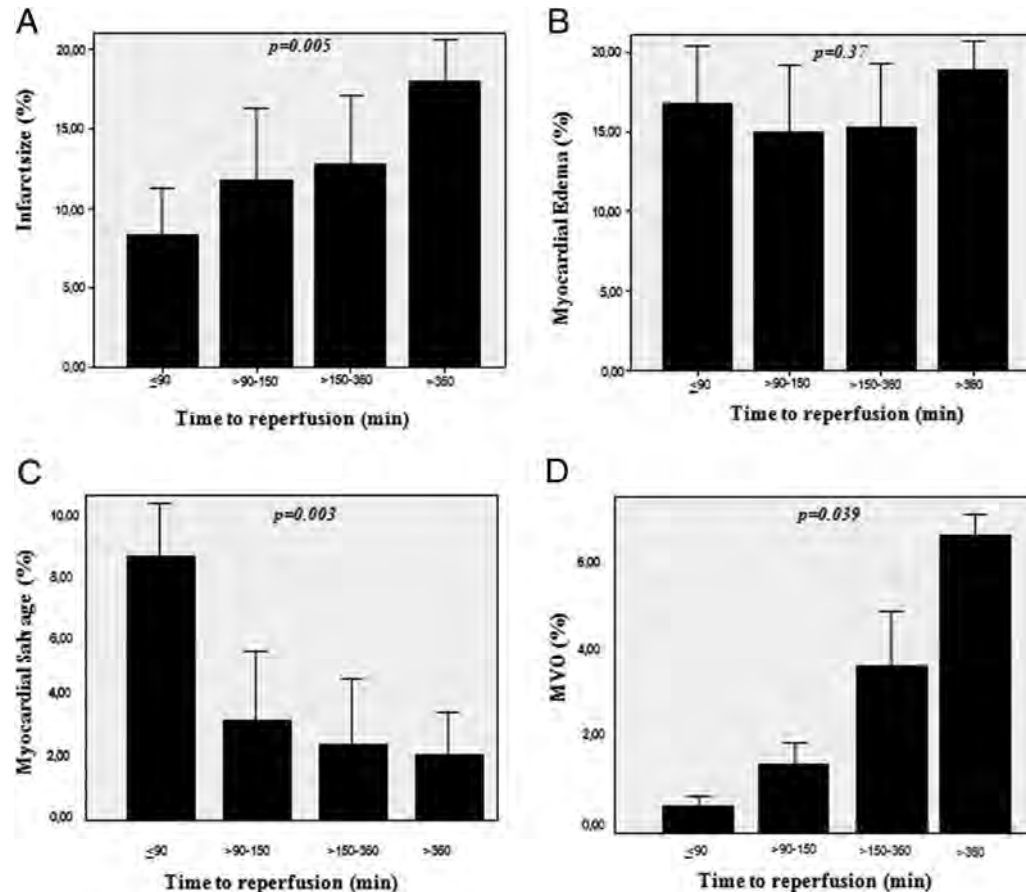 A
p=0.005
Infarctsize (%)
20,00
15,00
10,00
5,00
0,00
≤90
>90-150
>150-360
>360
Time to reperfusion (min)
B
p=0.37
Myocardial Edema (%)
20,00
15,00
10,00
5,00
0,00
≤90
>90-150
>150-360
>360
Time to reperfusion (min)
C
p=0.003
Myocardial Salvage (%)
10,00
8,00
6,00
4,00
2,00
0,00
≤90
>90-150
>150-360
>360
Time to reperfusion (min)
D
p=0.039
MVO (%)
6,00
4,00
2,00
0,00
≤90
>90-150
>150-360
>360
Time to reperfusion (min)